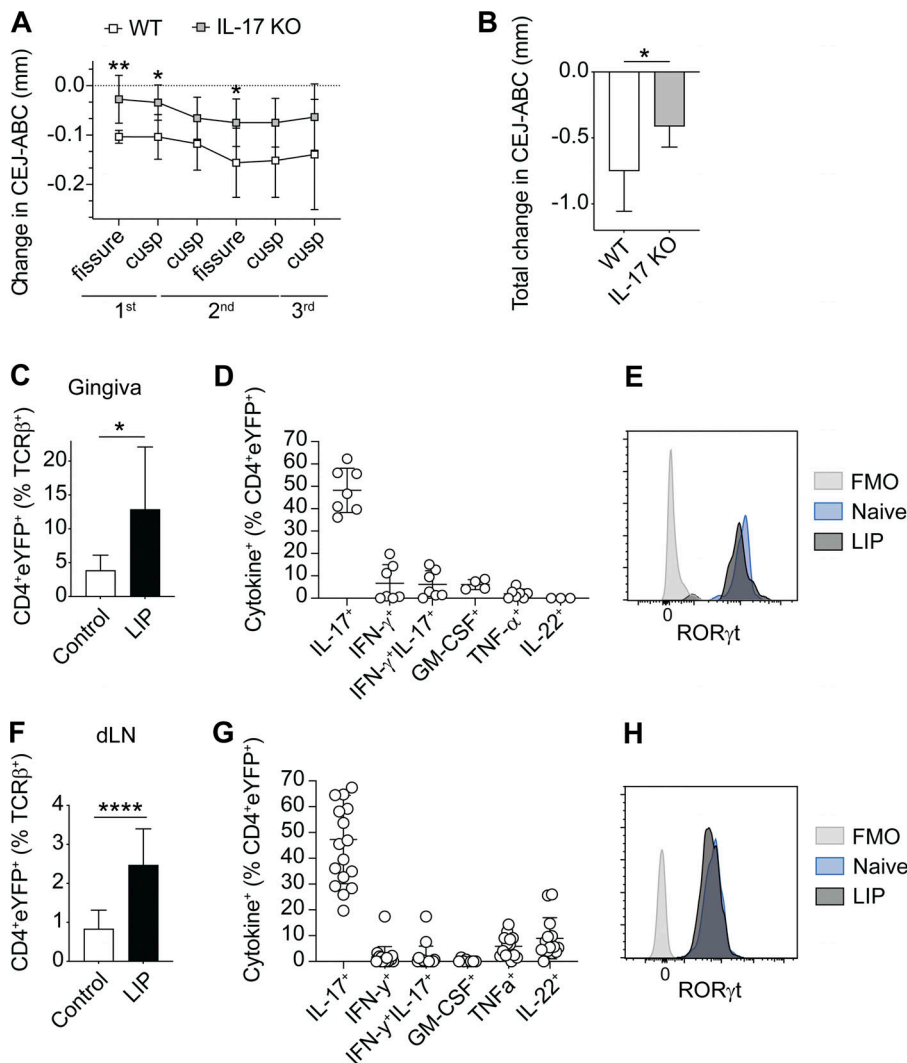 A
WT
IL-17 KO
Change in CEJ-ABC (mm)
0.0
-0.1
-0.2
** * *
fissure cusp cusp fissure cusp cusp
1st 2nd 3rd
B
*
Total change in CEJ-ABC (mm)
0.0
-0.5
-1.0
WT IL-17 KO
C
Gingiva
CD4+eYFP+ (% TCRβ+)
*
20
15
10
5
0
Control LIP
D
Cytokine+ (% CD4+eYFP+)
70
60
50
40
30
20
10
0
IL-17+ IFN-γ+ IFN-γ+IL-17+ GM-CSF+ TNF-α+ IL-22+
E
FMO
Naive
LIP
0
RORγt
F
dLN
CD4+eYFP+ (% TCRβ+)
****
4
3
2
1
0
Control LIP
G
Cytokine+ (% CD4+eYFP+)
70
60
50
40
30
20
10
0
IL-17+ IFN-y+ IFN-y+IL-17+ GM-CSF+ TNFa+ IL-22+
H
FMO
Naive
LIP
0
RORγt